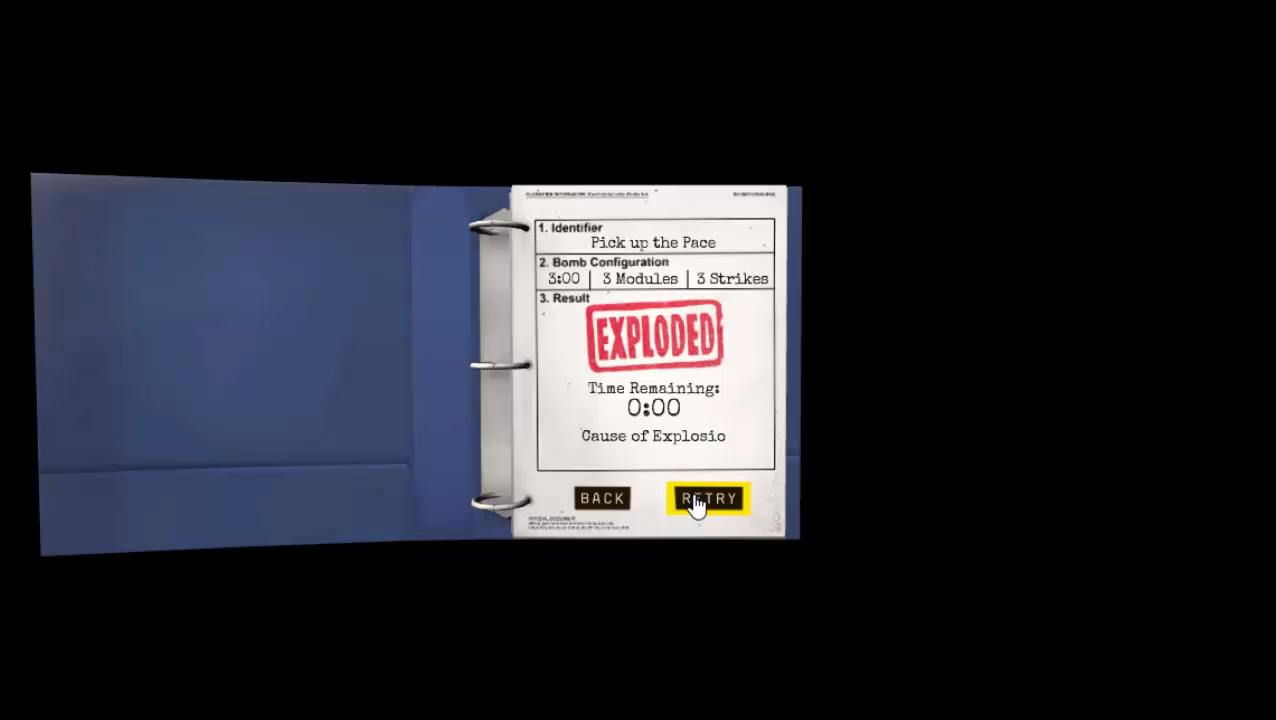 1. Identifier
Pick up the Pace
2. Bomb Configuration
3:00 | 3 Modules | 3 Strikes
3. Result
EXPLODED
Time Remaining:
0:00
Cause of Explosio
BACK RETRY